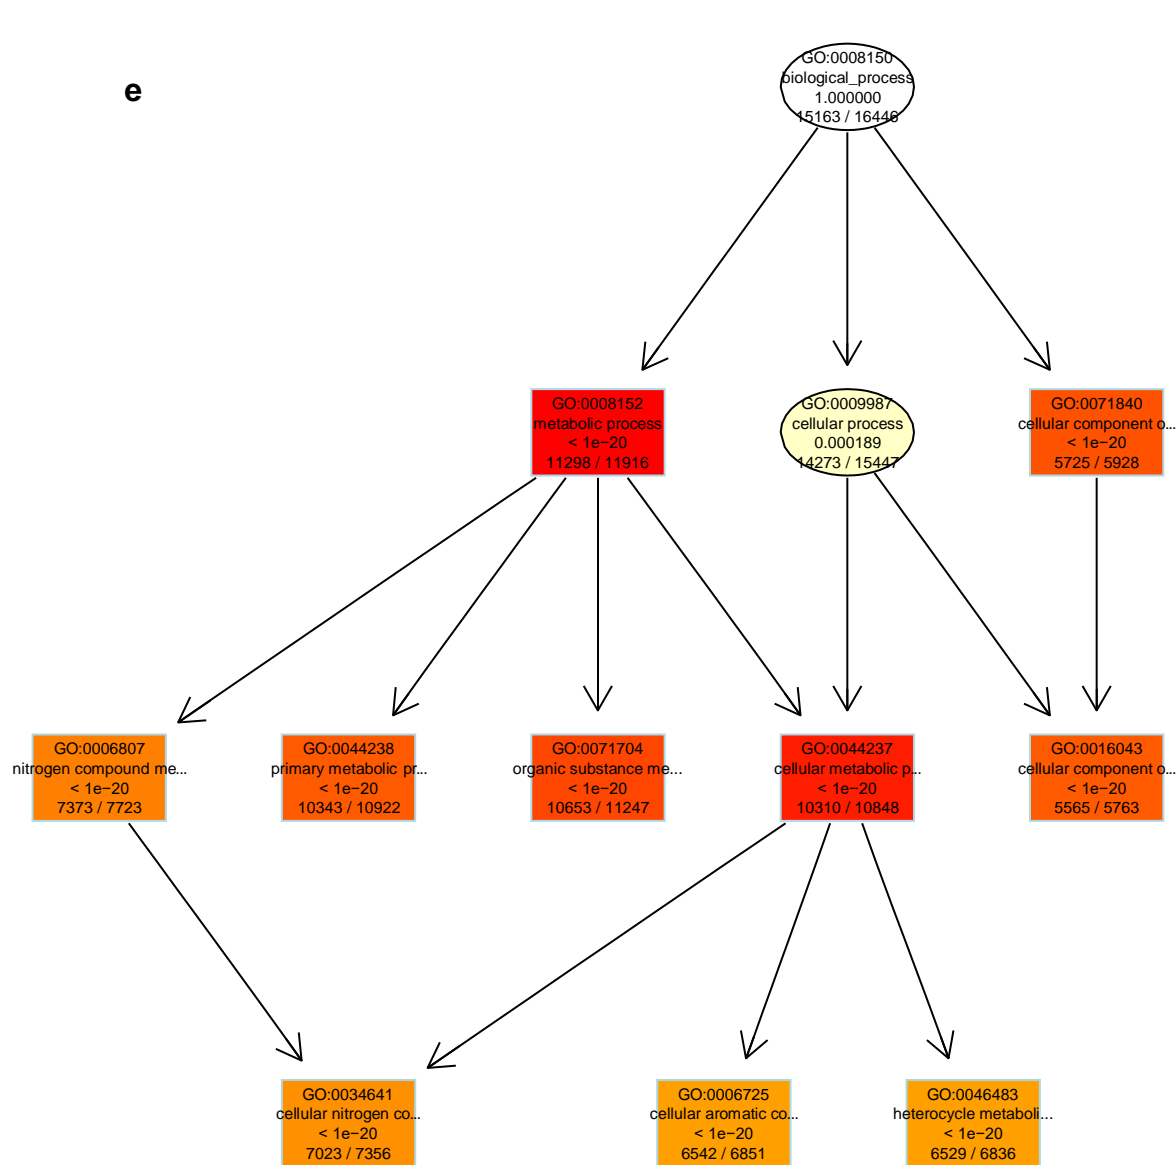 e
GO:0008150
biological_process
1.000000
15163 / 16446
GO:0008152
metabolic process
< 1e−20
11298 / 11916
GO:0009987
cellular process
0.000189
14273 / 15447
GO:0071840
cellular component o...
< 1e−20
5725 / 5928
GO:0006807
nitrogen compound me...
< 1e−20
7373 / 7723
GO:0044238
primary metabolic pr...
< 1e−20
10343 / 10922
GO:0071704
organic substance me...
< 1e−20
10653 / 11247
GO:0044237
cellular metabolic p...
< 1e−20
10310 / 10848
GO:0016043
cellular component o...
< 1e−20
5565 / 5763
GO:0034641
cellular nitrogen co...
< 1e−20
7023 / 7356
GO:0006725
cellular aromatic co...
< 1e−20
6542 / 6851
GO:0046483
heterocycle metaboli...
< 1e−20
6529 / 6836